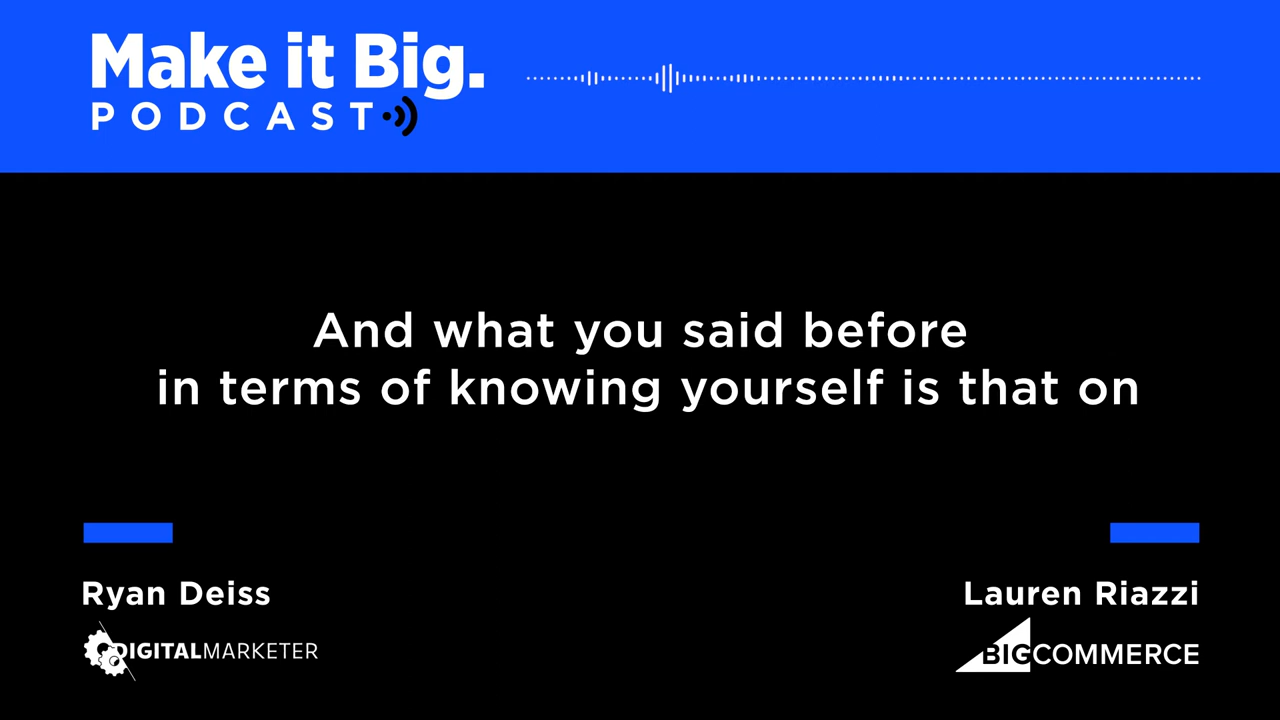 Make it Big.
PODCAST
And what you said before
in terms of knowing yourself is that on
Ryan Deiss
Lauren Riazzi
DIGITALMARKETER
BIGCOMMERCE